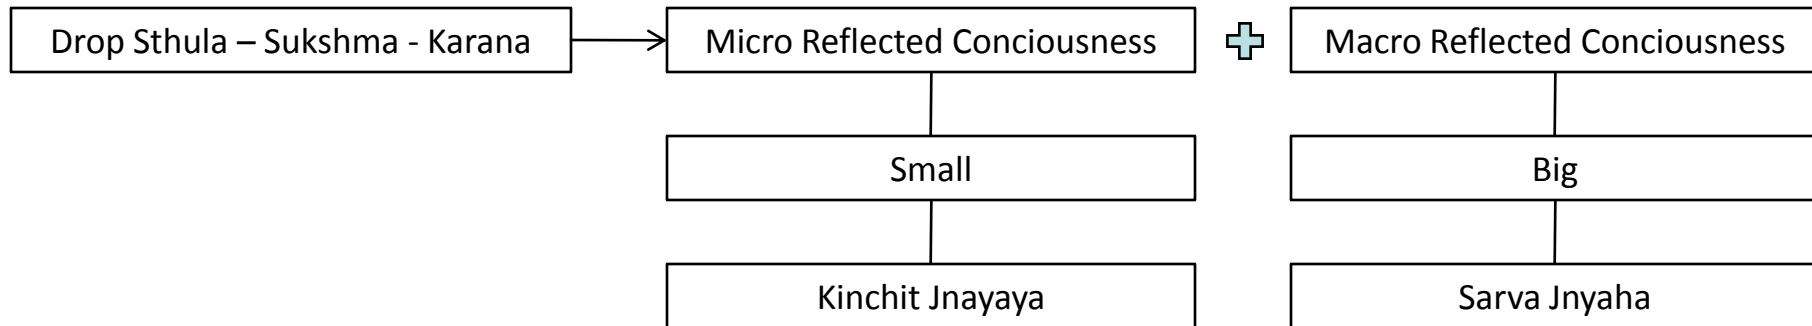 Drop Sthula – Sukshma - Karana
Micro Reflected Conciousness
Macro Reflected Conciousness
Small
Big
Kinchit Jnayaya
Sarva Jnyaha